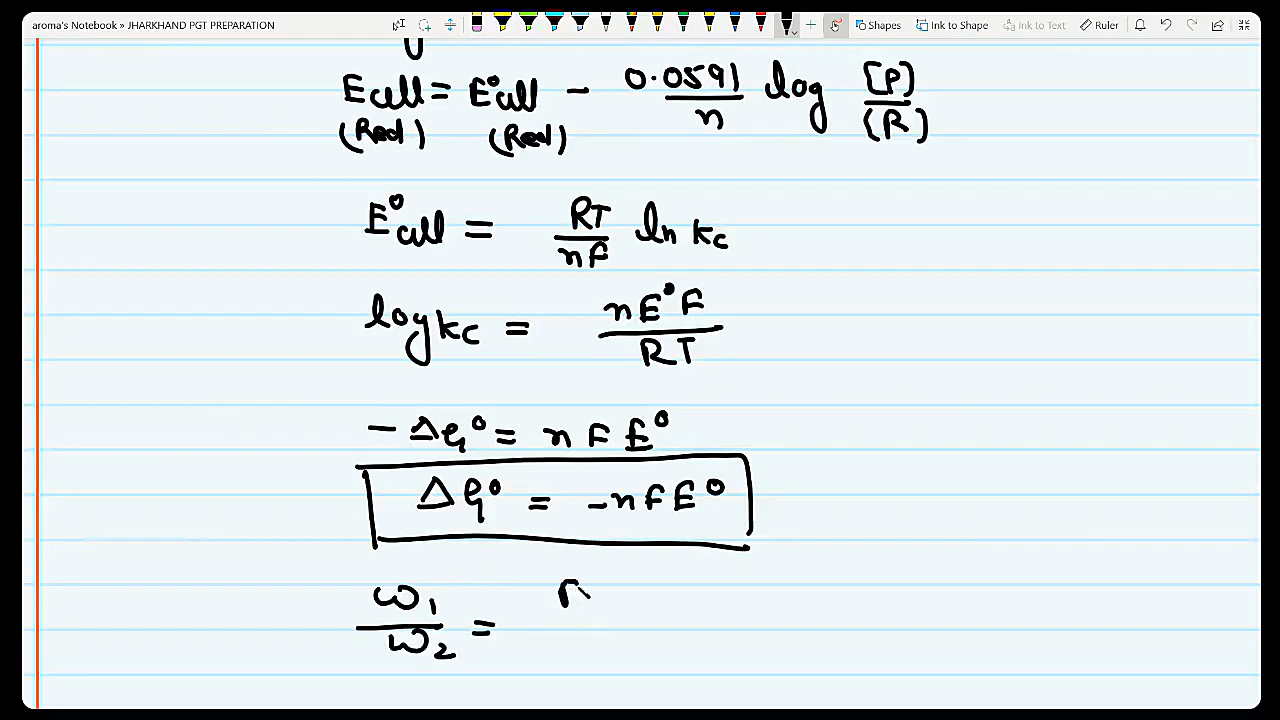 aroma's Notebook » JHARKHAND PGT PREPARATION
Shapes Ink to Shape Ink to Text Ruler
Ecell = E°cell − 0.0591/n log [P]/[R]
(Red) (Red)
E°cell = RT/nF ln Kc
log Kc = nE°F/RT
− ΔG° = n F E°
ΔG° = −nFE°
ω1/ω2 =